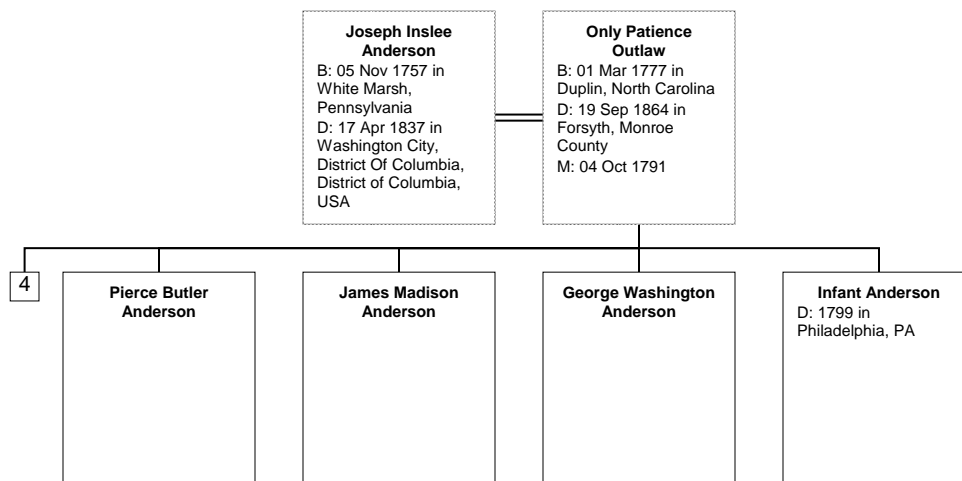 Joseph Inslee
Anderson
B: 05 Nov 1757 in
White Marsh,
Pennsylvania
D: 17 Apr 1837 in
Washington City,
District Of Columbia,
District of Columbia,
USA
Only Patience
Outlaw
B: 01 Mar 1777 in
Duplin, North Carolina
D: 19 Sep 1864 in
Forsyth, Monroe
County
M: 04 Oct 1791
4
Pierce Butler
Anderson
James Madison
Anderson
George Washington
Anderson
Infant Anderson
D: 1799 in
Philadelphia, PA